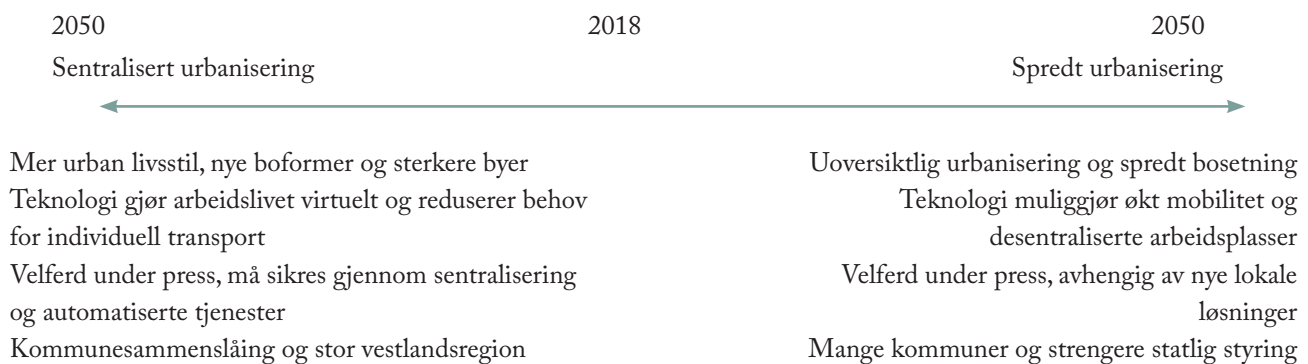 2050 2018 2050
Sentralisert urbanisering Spredt urbanisering
Mer urban livsstil, nye boformer og sterkere byer
Teknologi gjør arbeidslivet virtuelt og reduserer behov
for individuell transport
Velferd under press, må sikres gjennom sentralisering
og automatiserte tjenester
Kommunesammenslåing og stor vestlandsregion
Uoversiktlig urbanisering og spredt bosetning
Teknologi muliggjør økt mobilitet og
desentraliserte arbeidsplasser
Velferd under press, avhengig av nye lokale
løsninger
Mange kommuner og strengere statlig styring